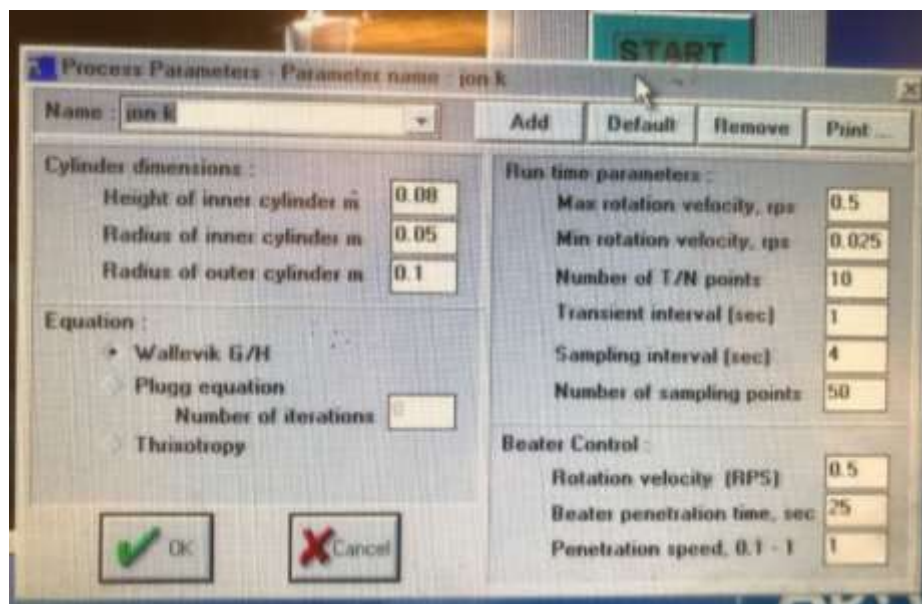 START
Process Parameters - Parameter name : jon k
Name : jon k
Add Default Remove Print ...
Cylinder dimensions :
Height of inner cylinder m 0.08
Radius of inner cylinder m 0.05
Radius of outer cylinder m 0.1
Equation :
Wallevik G/H
Plugg equation
Number of iterations 0
Thrixotropy
OK Cancel
Run time parameters :
Max rotation velocity, rps 0.5
Min rotation velocity, rps 0.025
Number of T/N points 10
Transient interval (sec) 1
Sampling interval (sec) 4
Number of sampling points 50
Beater Control :
Rotation velocity (RPS) 0.5
Beater penetration time, sec 25
Penetration speed, 0.1 - 1 1